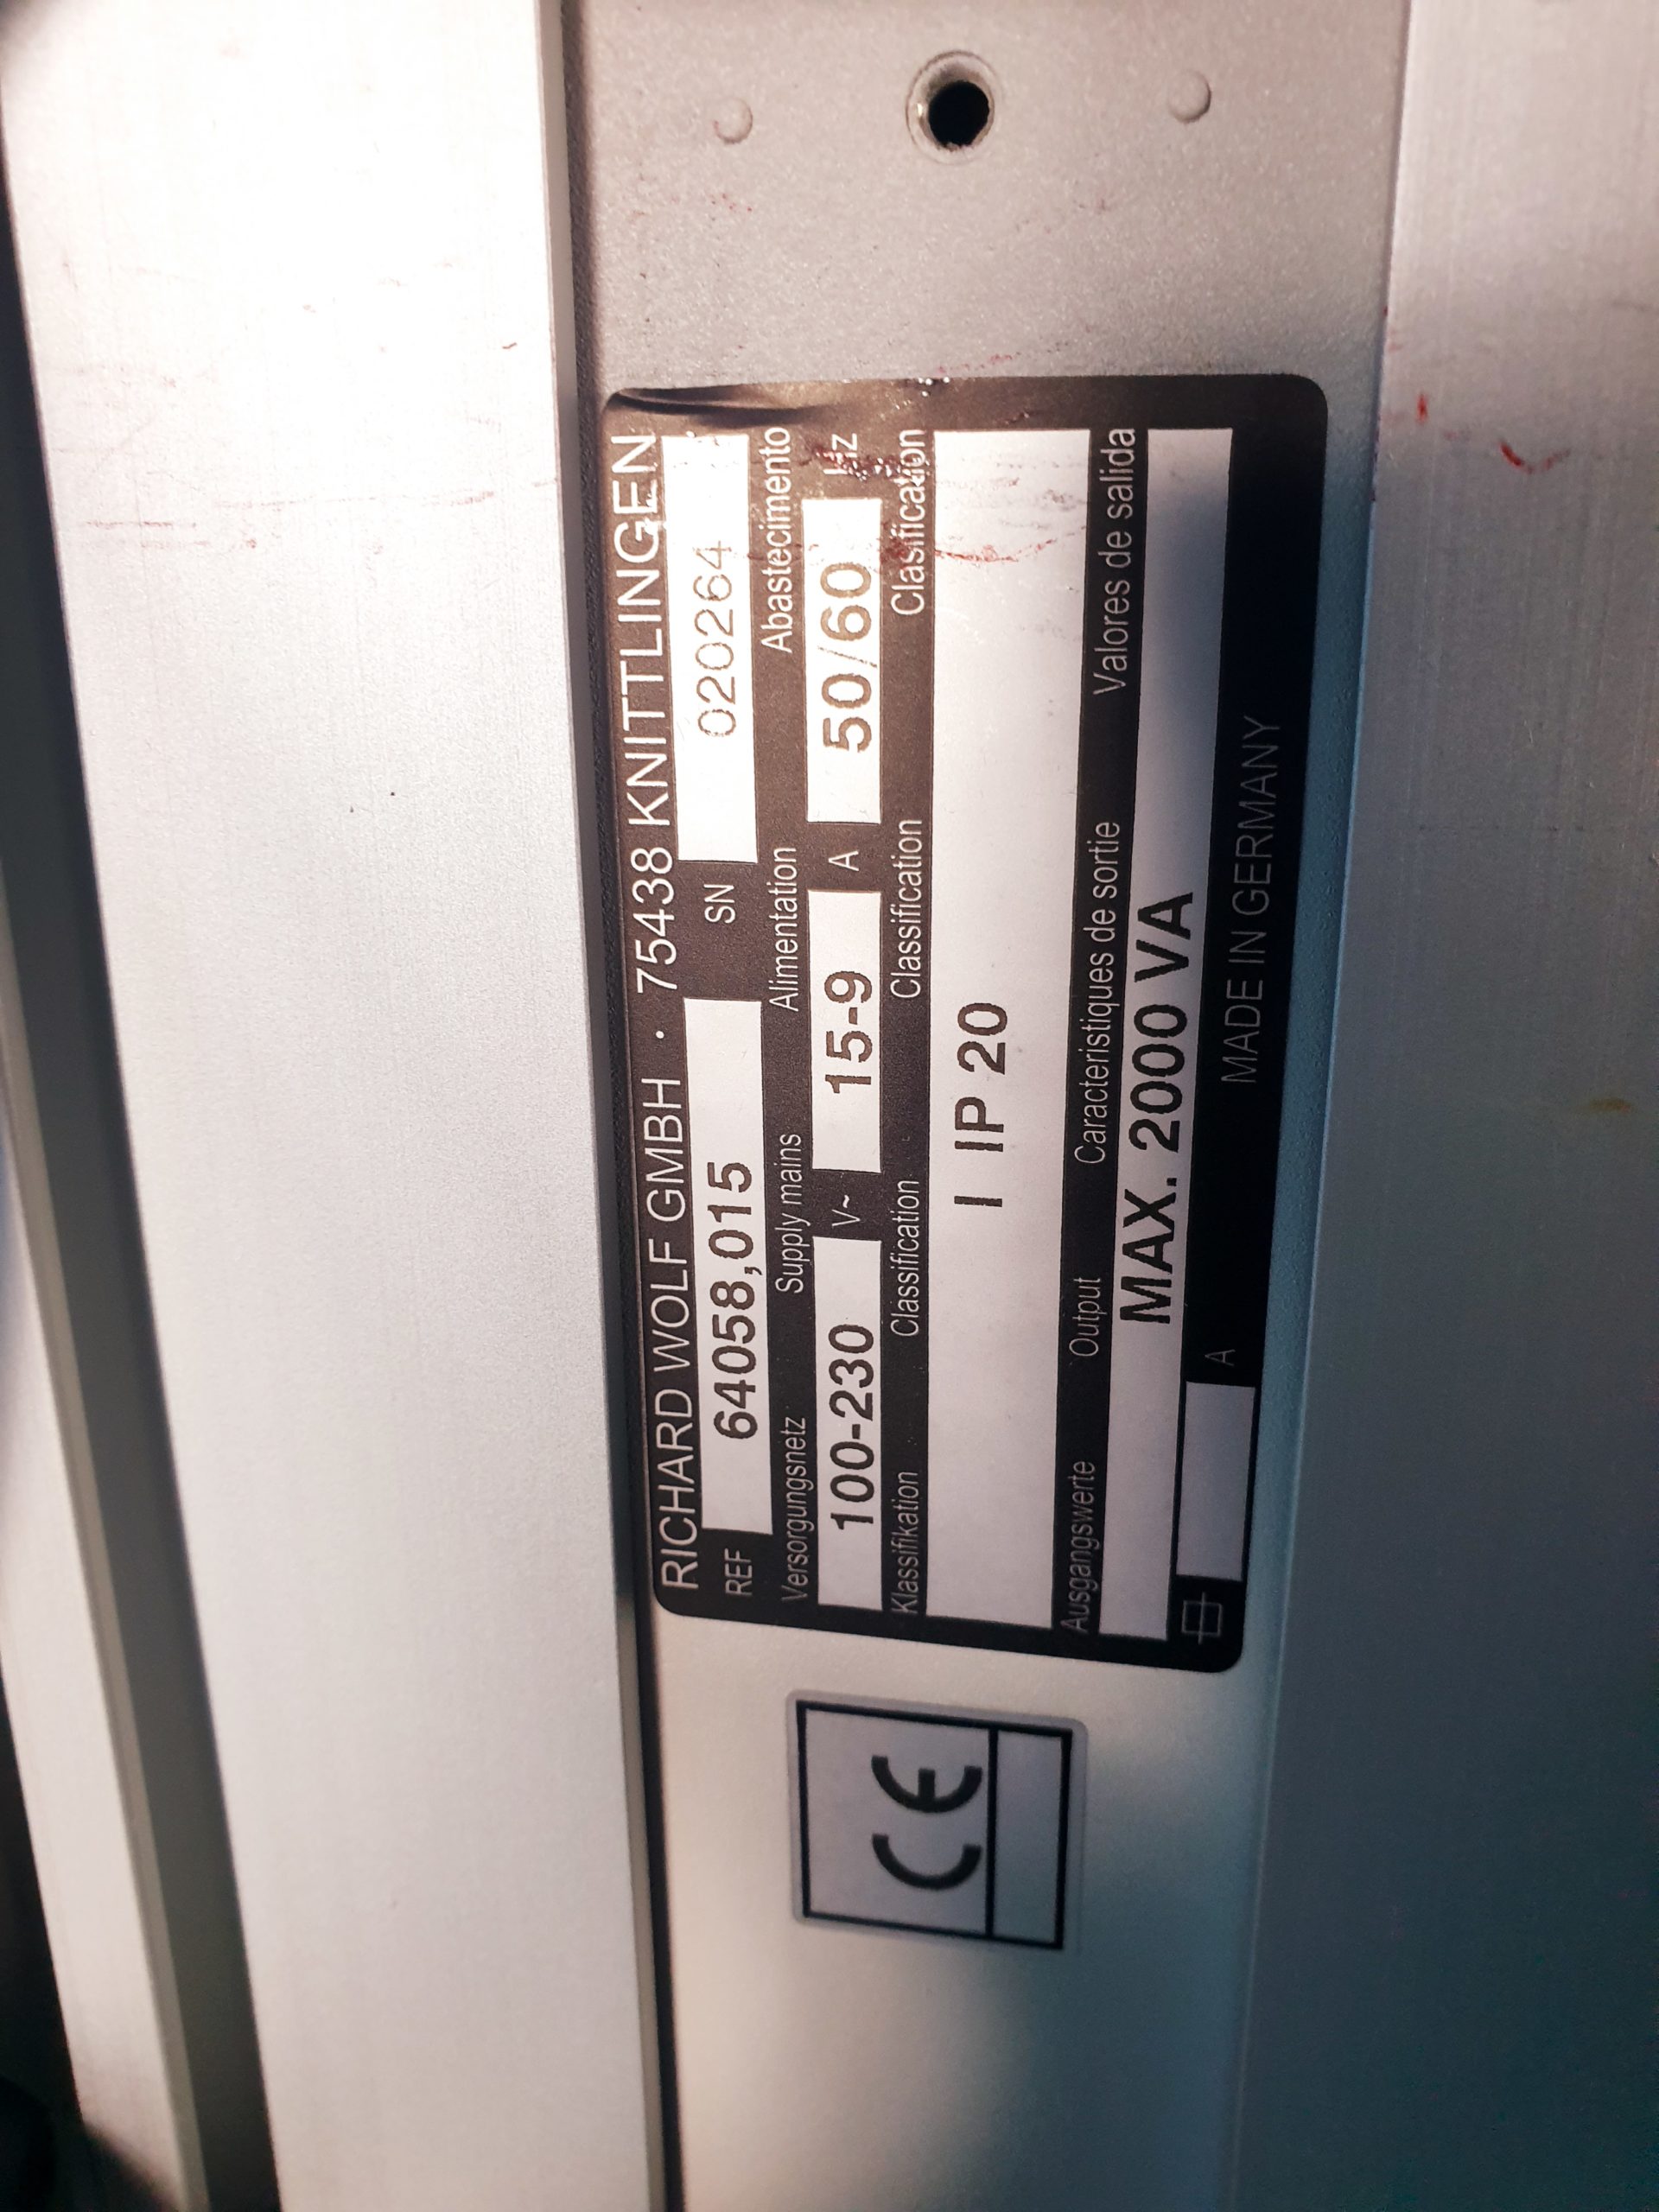 RICHARD WOLF GMBH · 75438 KNITTLINGEN
REF 64058,015 SN 020264
Versorgungsnetz Supply mains Alimentation Abastecimento
100-230 V~ 15-9 A 50/60 Hz
Klassifikation Classification Classification Clasification
I IP 20
Ausgangswerte Output Caracteristiques de sortie Valores de salida
MAX. 2000 VA
A MADE IN GERMANY
CE